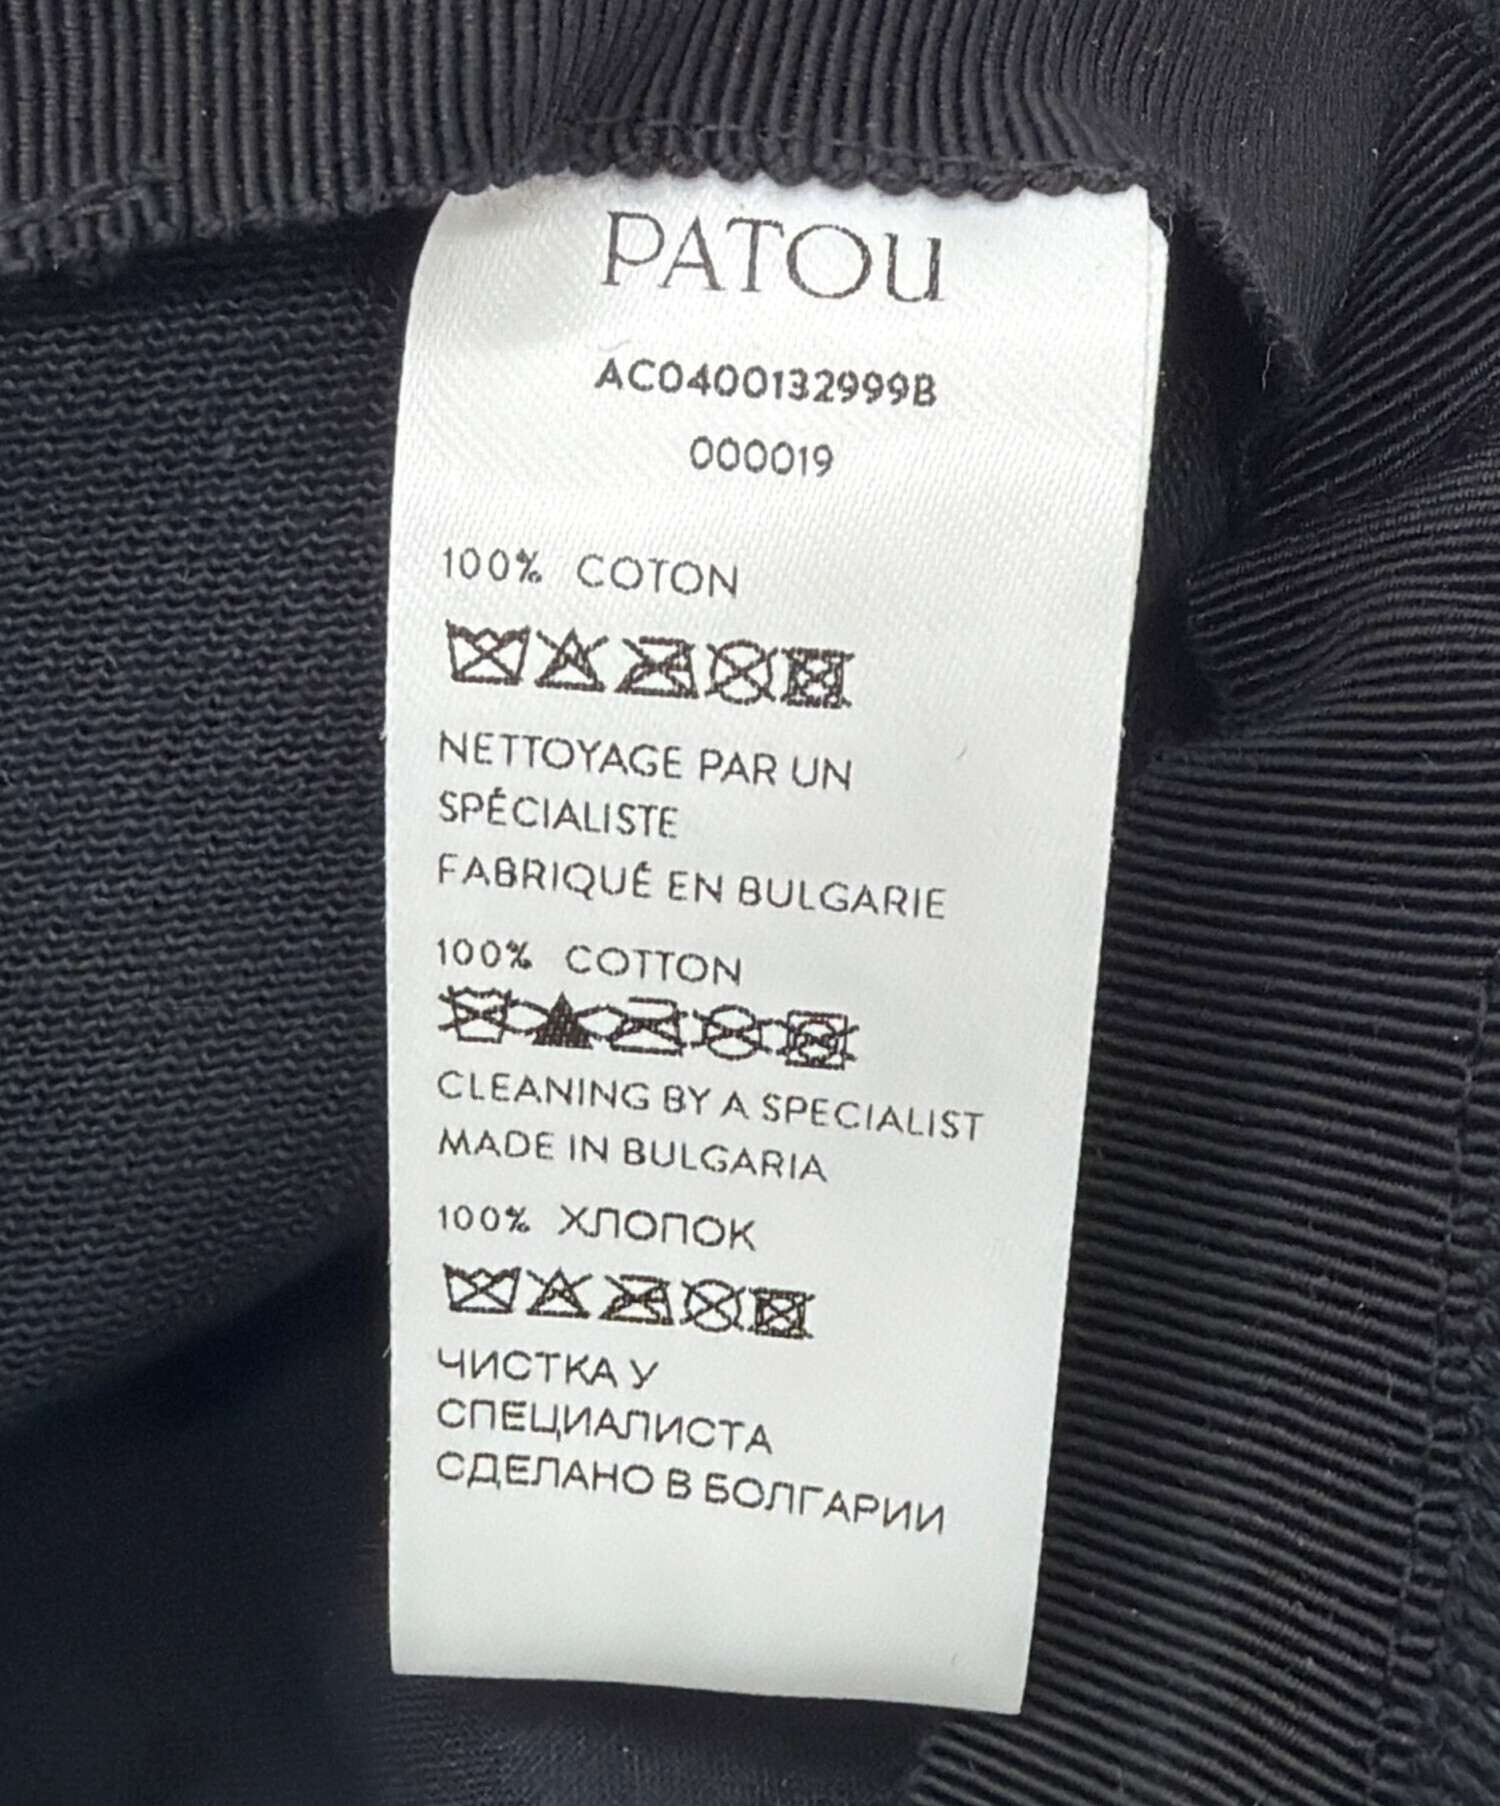 PATOU
AC0400132999B
000019
100% COTON
NETTOYAGE PAR UN
SPÉCIALISTE
FABRIQUÉ EN BULGARIE
100% COTTON
CLEANING BY A SPECIALIST
MADE IN BULGARIA
100% ХЛОПОК
ЧИСТКА У
СПЕЦИАЛИСТА
СДЕЛАНО В БОЛГАРИИ